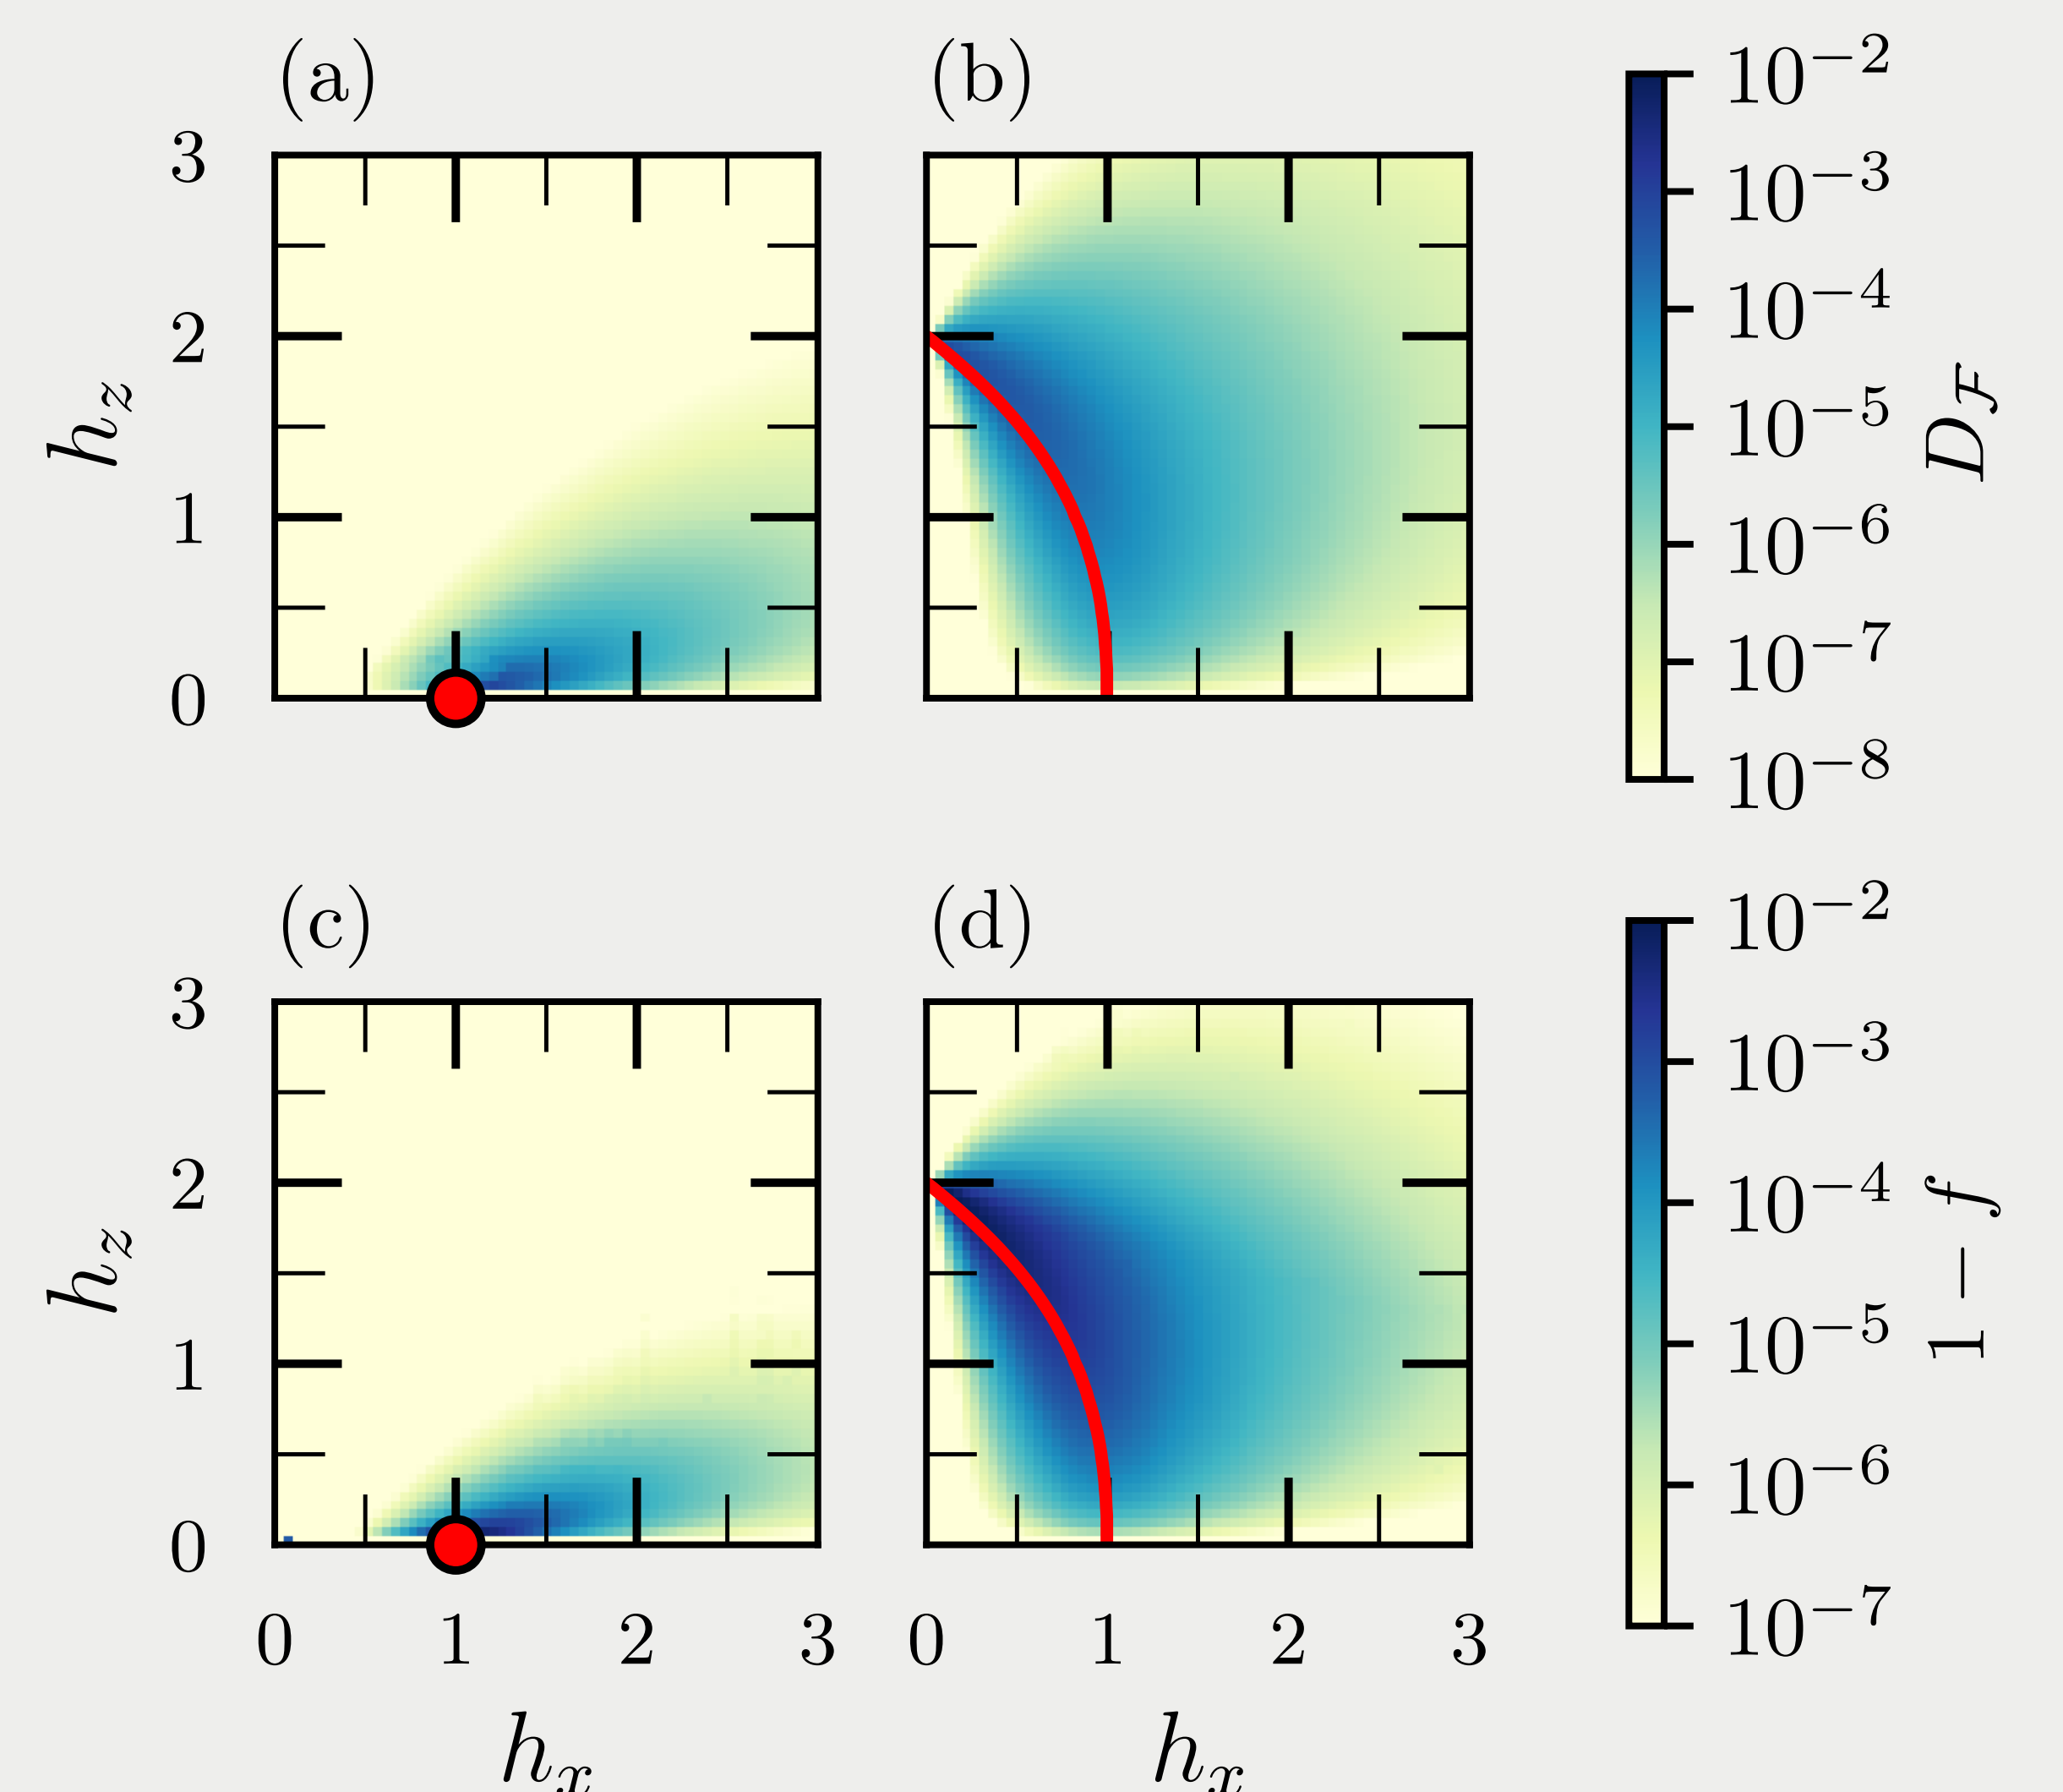 (a)
(b)
3
2
1
0
h_z
10^{-2}
10^{-3}
10^{-4}
10^{-5}
10^{-6}
10^{-7}
10^{-8}
D_ℱ
(c)
(d)
3
2
1
0
h_z
0 1 2 3
0 1 2 3
h_x
h_x
10^{-2}
10^{-3}
10^{-4}
10^{-5}
10^{-6}
10^{-7}
1 − f